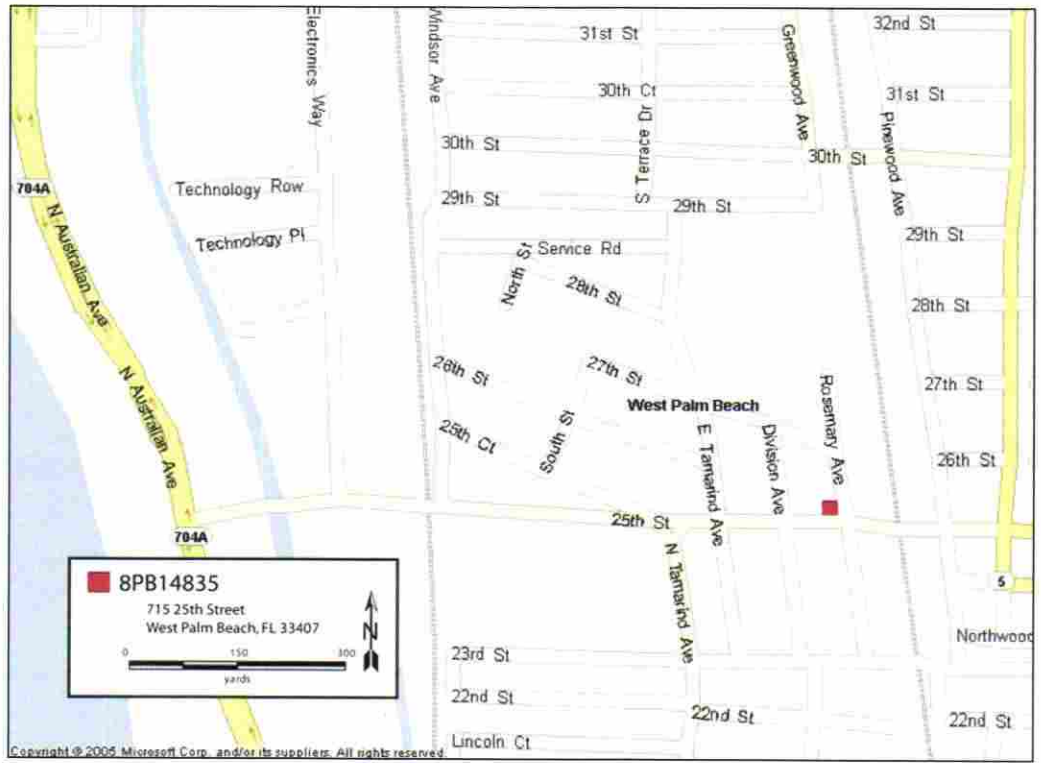 Electronics Way
Windsor Ave
31st St
Greenwood Ave
32nd St
30th Ct
31st St
S Terrace Dr
Pinewood Ave
30th St
30th St
704A
Technology Row
29th St
29th St
N Australian Ave
Technology Pl
North St
Service Rd
29th St
28th St
28th St
N Australian Ave
26th St
27th St
Rosemary Ave
27th St
West Palm Beach
25th Ct
South St
E Tamarind Ave
Division Ave
26th St
25th St
704A
N Tamarind Ave
5
8PB14835
715 25th Street
West Palm Beach, FL 33407
N
0 150 300
yards
23rd St
Northwood
22nd St
22nd St
22nd St
Lincoln Ct
Copyright © 2005 Microsoft Corp. and/or its suppliers. All rights reserved.